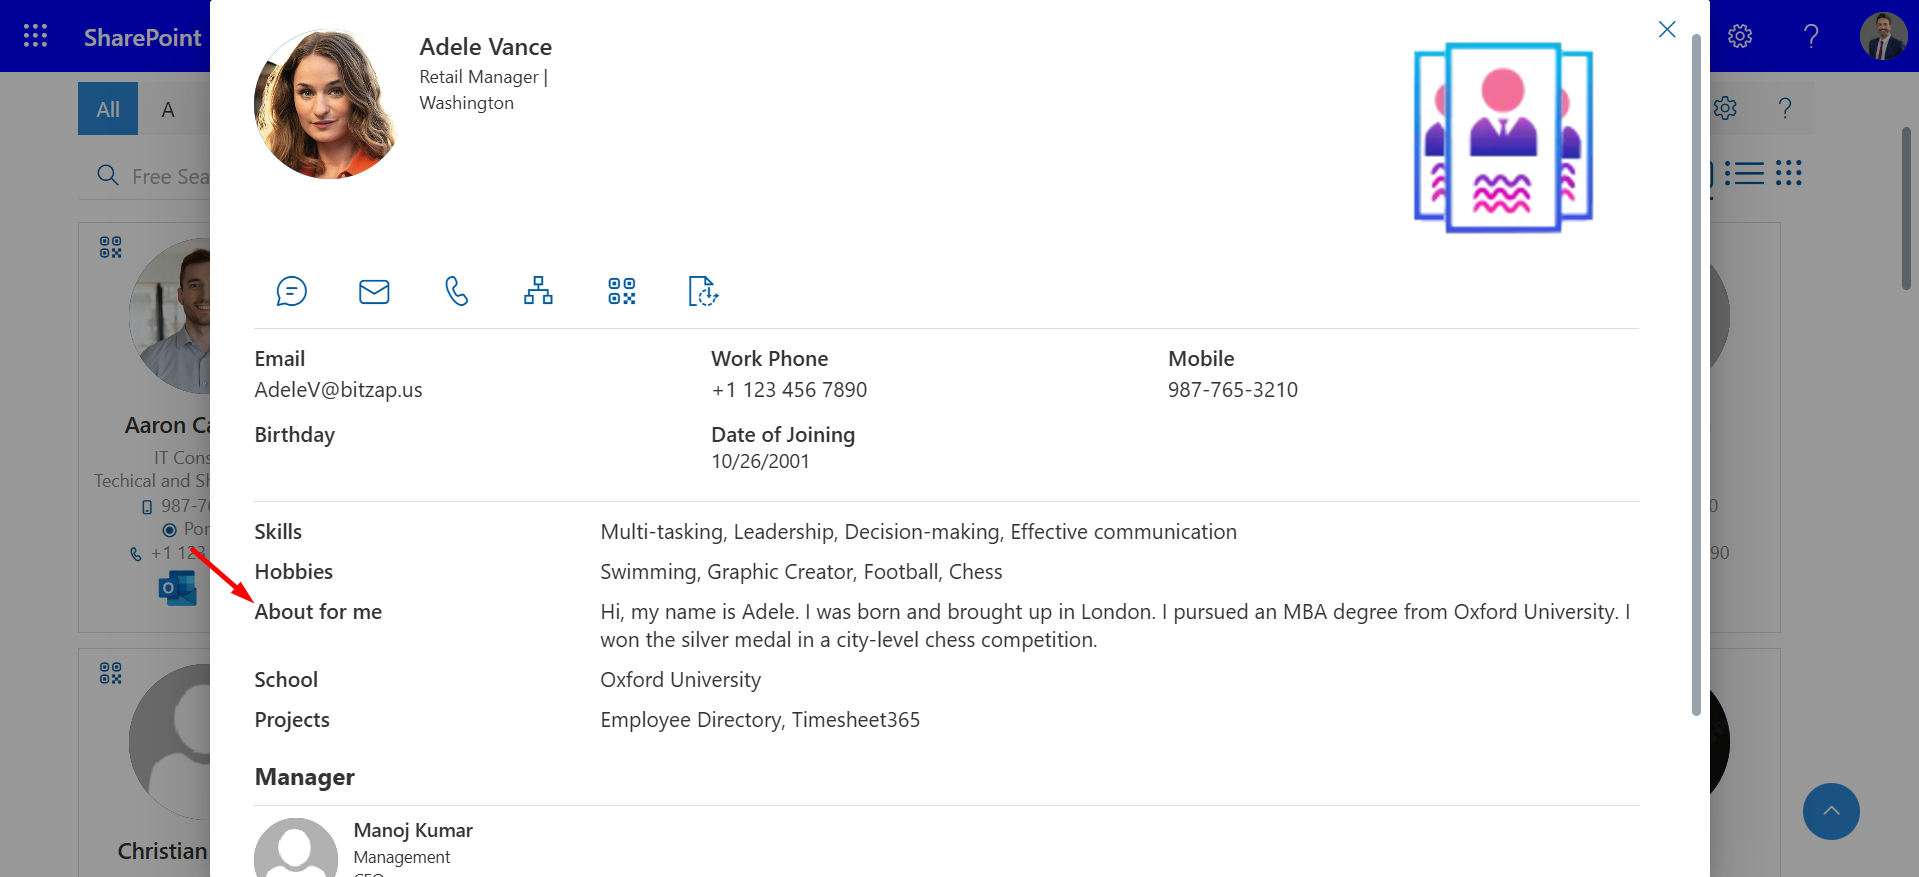 SharePoint
All A
Free Sea
Aaron Ca
IT Cons
Techical and Sh
987-76
Por
+1 123
Christian
Adele Vance
Retail Manager |
Washington
Email
AdeleV@bitzap.us
Work Phone
+1 123 456 7890
Mobile
987-765-3210
Birthday
Date of Joining
10/26/2001
Skills Multi-tasking, Leadership, Decision-making, Effective communication
Hobbies Swimming, Graphic Creator, Football, Chess
About for me Hi, my name is Adele. I was born and brought up in London. I pursued an MBA degree from Oxford University. I
won the silver medal in a city-level chess competition.
School Oxford University
Projects Employee Directory, Timesheet365
Manager
Manoj Kumar
Management
0
90